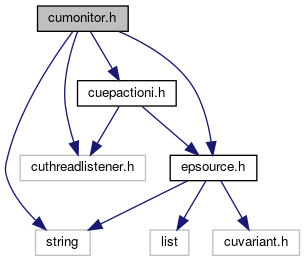 cumonitor.h
cuepactioni.h
cuthreadlistener.h
epsource.h
string
list
cuvariant.h